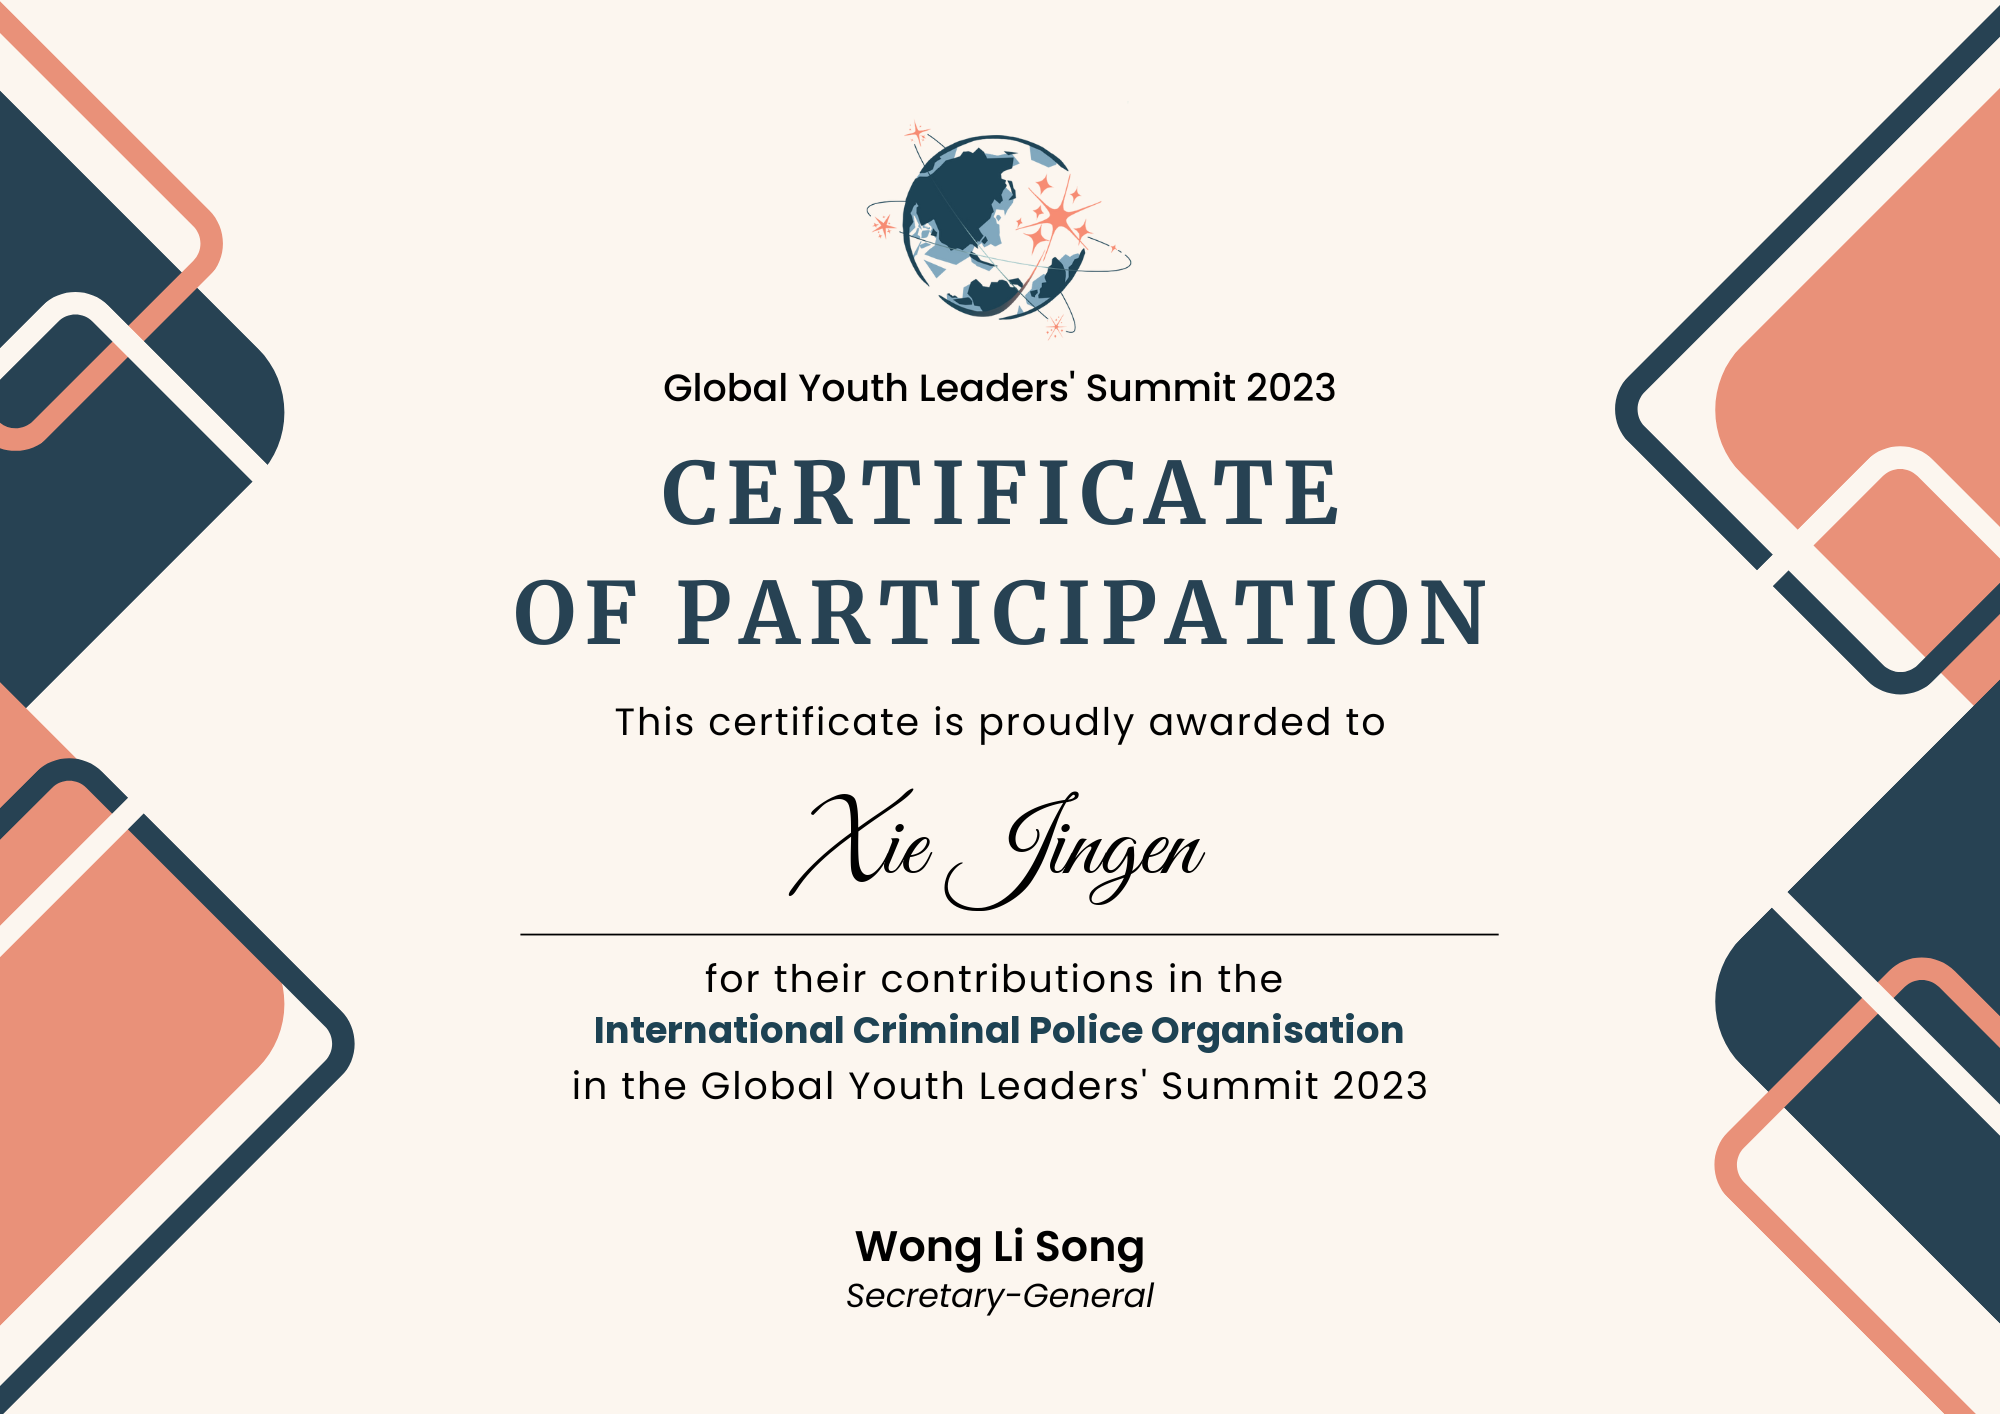 Global Youth Leaders' Summit 2023
CERTIFICATE
OF PARTICIPATION
This certificate is proudly awarded to
Xie Jingen
for their contributions in the
International Criminal Police Organisation
in the Global Youth Leaders' Summit 2023
Wong Li Song
Secretary-General